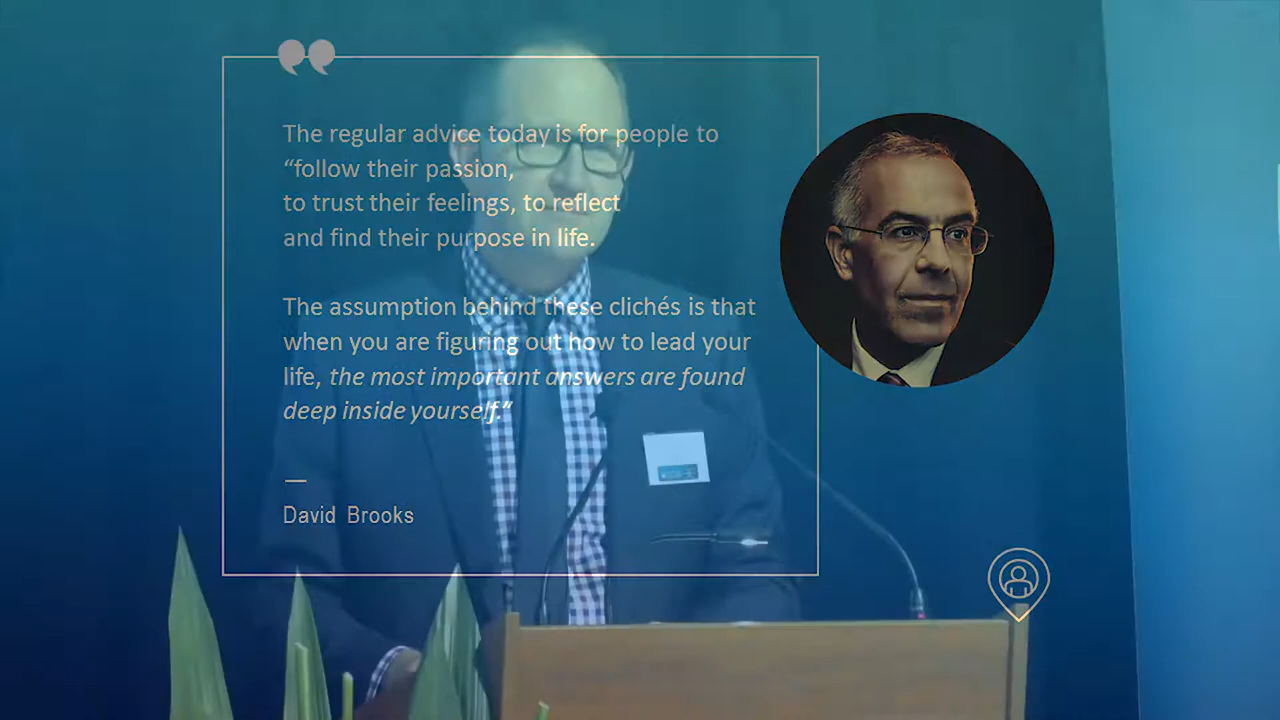 The regular advice today is for people to
“follow their passion,
to trust their feelings, to reflect
and find their purpose in life.
The assumption behind these clichés is that
when you are figuring out how to lead your
life, the most important answers are found
deep inside yourself.“
—
David Brooks